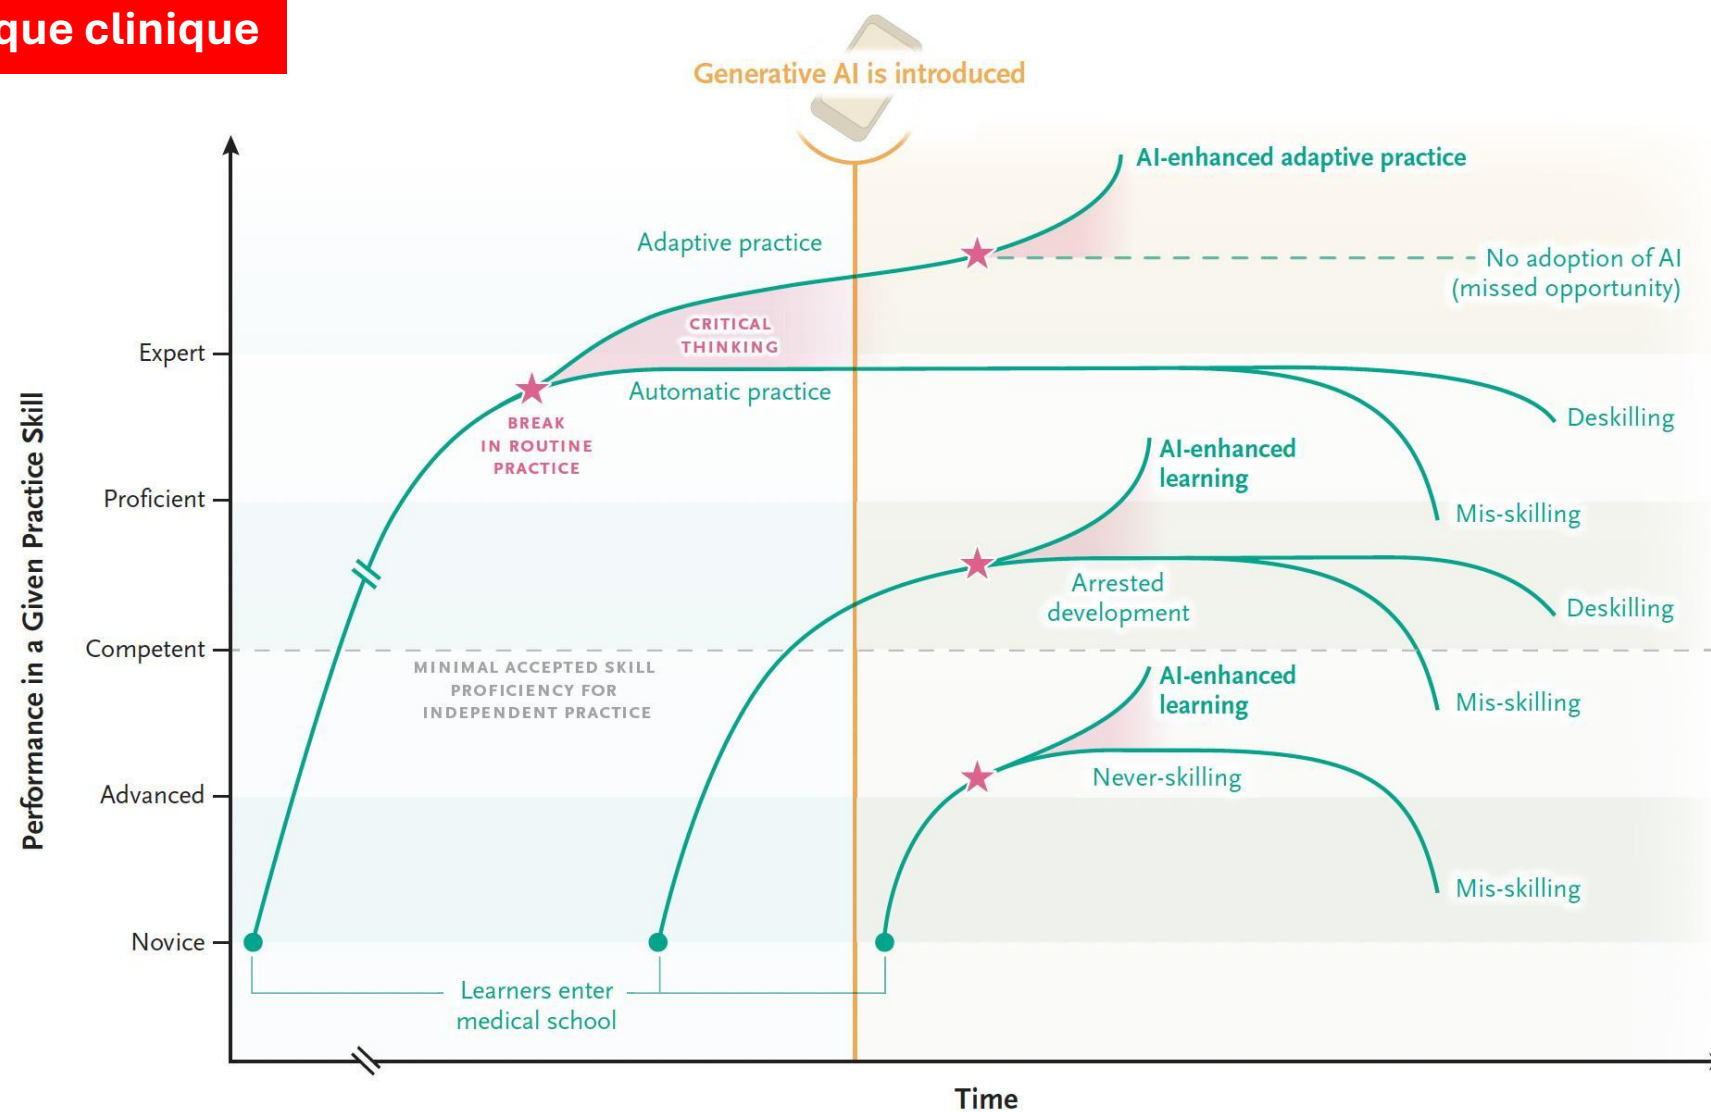 que clinique
Generative AI is introduced
AI-enhanced adaptive practice
Adaptive practice
No adoption of AI
(missed opportunity)
CRITICAL
THINKING
Expert
Automatic practice
Deskilling
BREAK
IN ROUTINE
PRACTICE
AI-enhanced
learning
Proficient
Mis-skilling
Arrested
development
Deskilling
Competent
MINIMAL ACCEPTED SKILL
PROFICIENCY FOR
INDEPENDENT PRACTICE
AI-enhanced
learning
Mis-skilling
Never-skilling
Advanced
Mis-skilling
Novice
Learners enter
medical school
Performance in a Given Practice Skill
Time